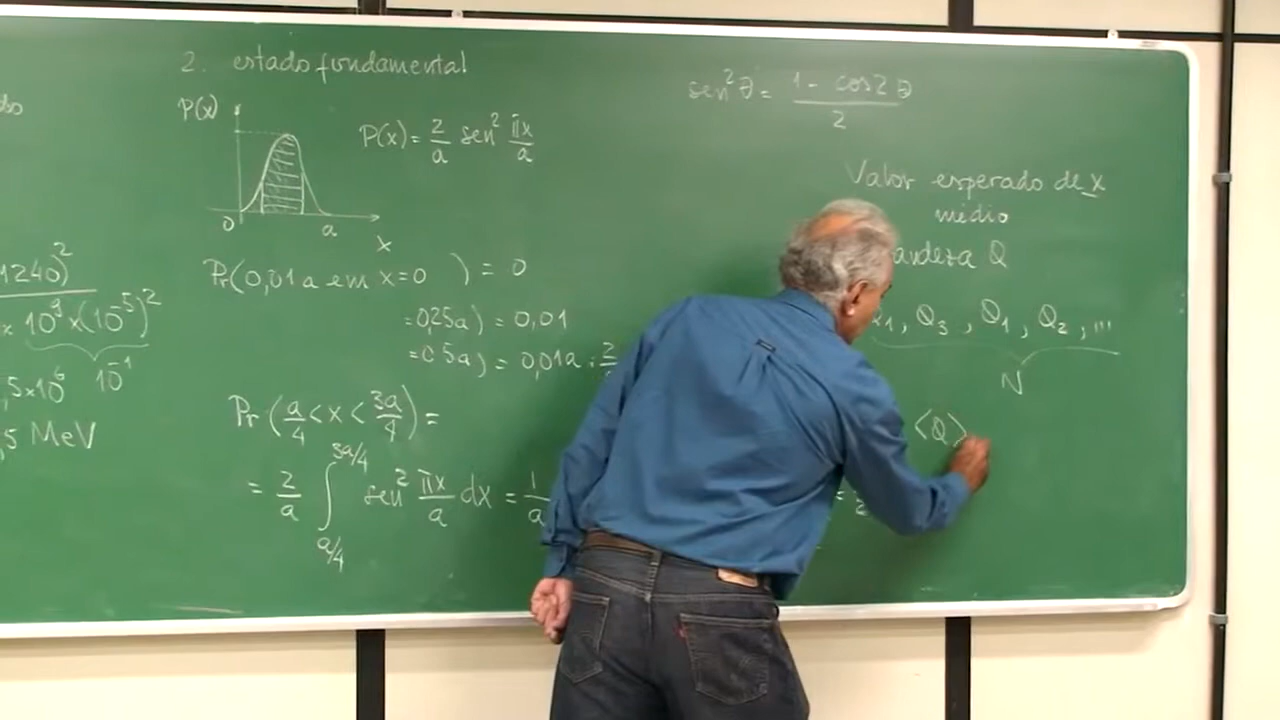 2. estado fundamental
P(x)
P(x) = 2/a sen² πx/a
0 a x
Pr(0,01a em x=0 ) = 0
=0,25a) = 0,01
=0,5a) = 0,01a · 2
Pr (a/4 < x < 3a/4) =
= 2/a ∫ 3a/4 a/4 sen² πx/a dx = 1/a
1240)²
× 10⁹ × (10⁻⁵)²
10⁻¹
,5×10⁶
,5 MeV
sen²θ = (1 - cos2θ)/2
Valor esperado de x
médio
andeza Q
Q₁, Q₃, Q₁, Q₂, ...
N
⟨Q⟩